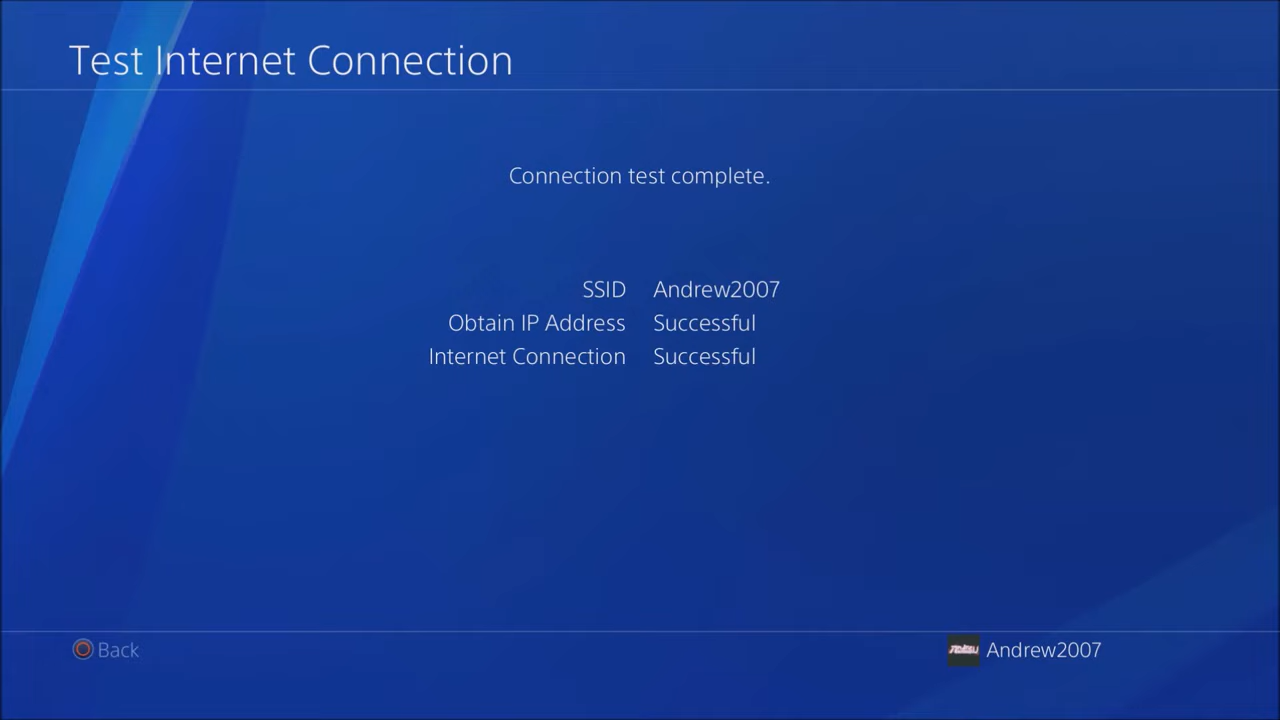 Test Internet Connection
Connection test complete.
SSID Andrew2007
Obtain IP Address Successful
Internet Connection Successful
Back
Andrew2007